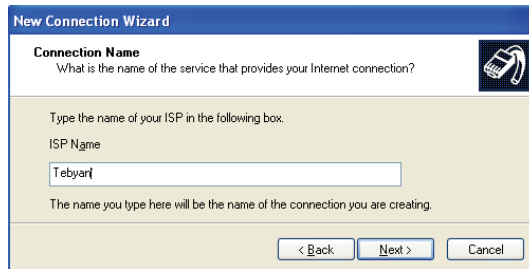 New Connection Wizard
Connection Name
What is the name of the service that provides your Internet connection?
Type the name of your ISP in the following box.
ISP Name
Tebyan
The name you type here will be the name of the connection you are creating.
< Back Next > Cancel